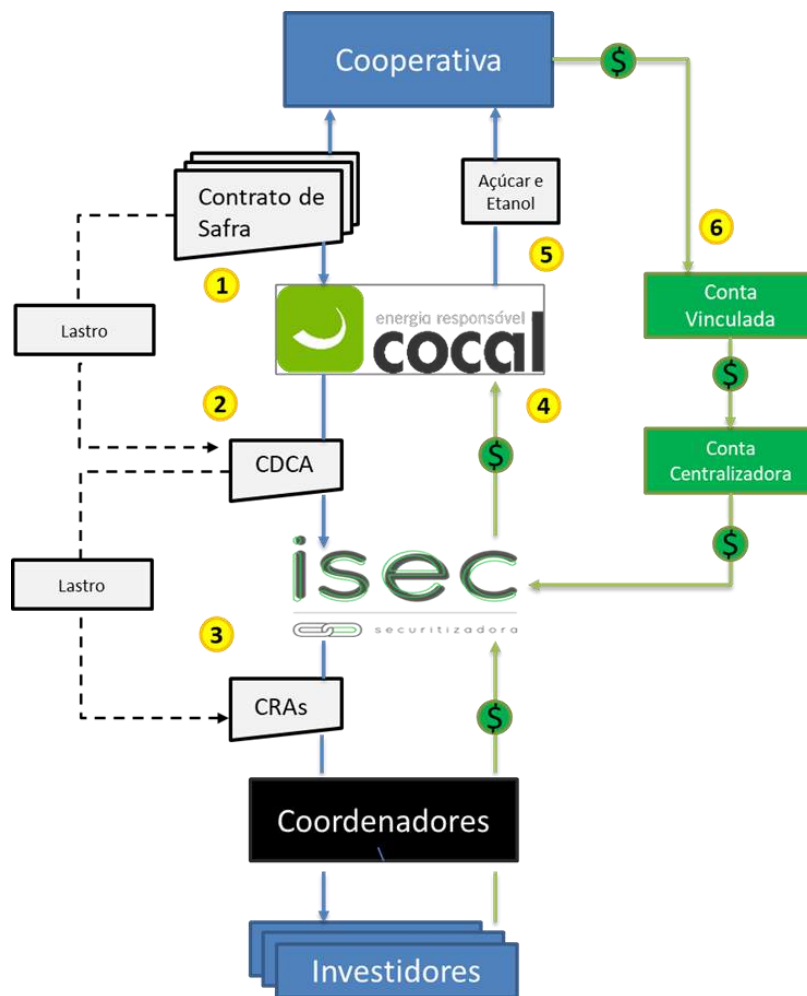 Cooperativa
$
Contrato de
Safra
Açúcar e
Etanol
6
5
1
Conta
Vinculada
energia responsável
cocal
Lastro
$
2
4
CDCA
$
Conta
Centralizadora
$
isec
securitizadora
Lastro
3
CRAs
$
Coordenadores
\
Investidores